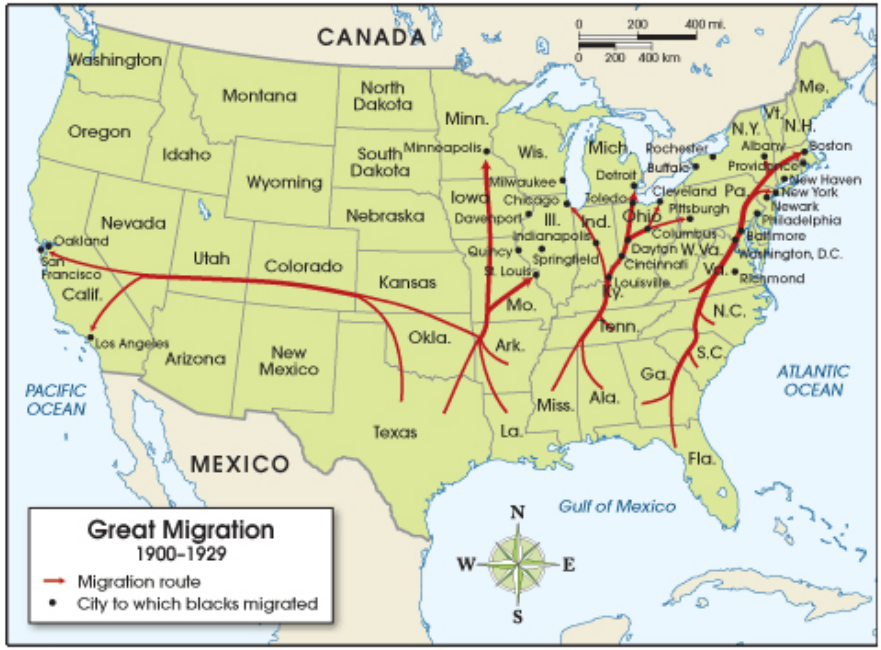 CANADA
0 200 400 mi.
0 200 400 km
Washington
Montana
North
Dakota
Minn.
Me.
Vt.
N.H.
N.Y.
Oregon
Idaho
Wyoming
South
Dakota
Minneapolis
Wis.
Mich.
Rochester
Albany
Boston
Buffalo
Providence
Milwaukee
Detroit
New Haven
Iowa
Chicago
Toledo
Cleveland
Pa.
New York
Nebraska
Davenport
Ill.
Ind.
Ohio
Pittsburgh
Newark
Philadelphia
Nevada
Indianapolis
Columbus
Baltimore
Oakland
San
Francisco
Utah
Colorado
Quincy
Springfield
Dayton
W. Va.
Washington, D.C.
Kansas
St. Louis
Cincinnati
Va.
Richmond
Calif.
Mo.
Ky.
Louisville
Los Angeles
Arizona
New
Mexico
Okla.
Ark.
Tenn.
N.C.
S.C.
PACIFIC
OCEAN
Texas
La.
Miss.
Ala.
Ga.
ATLANTIC
OCEAN
Fla.
MEXICO
Gulf of Mexico
Great Migration
1900–1929
Migration route
City to which blacks migrated
N
W E
S